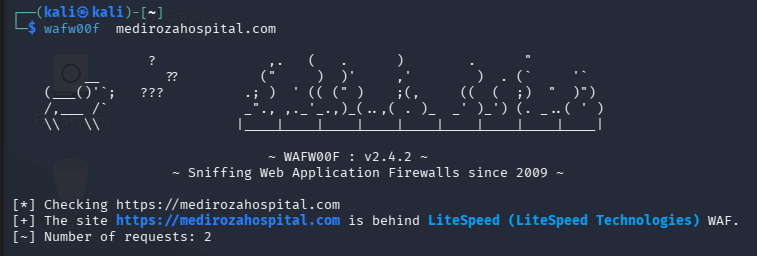 ┌──(kali㉿kali)-[~]
└─$ wafw00f  medirozahospital.com
~ WAFW00F : v2.4.2 ~
~ Sniffing Web Application Firewalls since 2009 ~
[*] Checking https://medirozahospital.com
[+] The site https://medirozahospital.com is behind LiteSpeed (LiteSpeed Technologies) WAF.
[~] Number of requests: 2